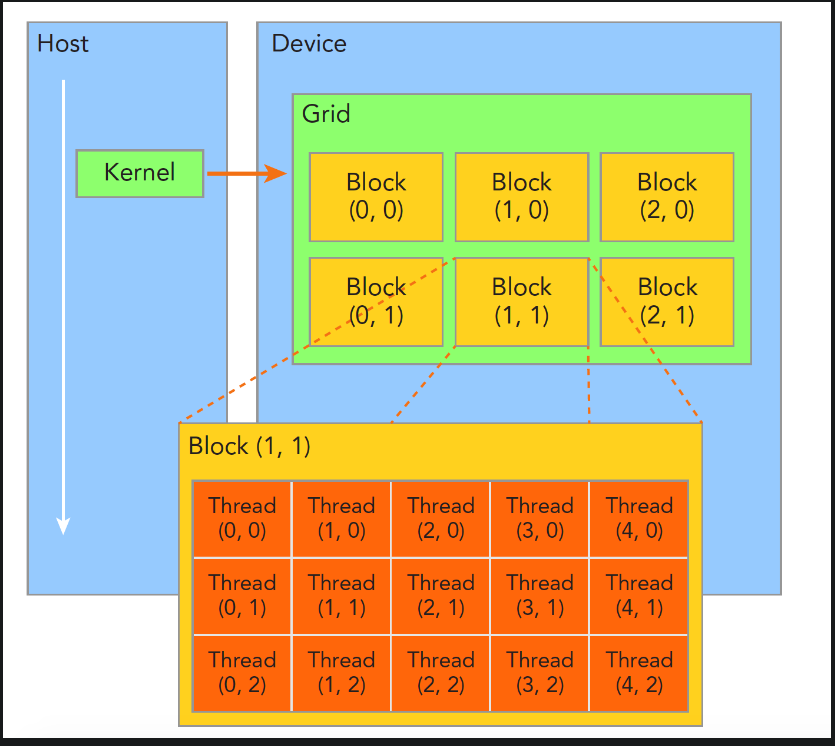 Host
Device
Grid
Kernel
Block
(0, 0)
Block
(1, 0)
Block
(2, 0)
Block
(0, 1)
Block
(1, 1)
Block
(2, 1)
Block (1, 1)
Thread
(0, 0)
Thread
(1, 0)
Thread
(2, 0)
Thread
(3, 0)
Thread
(4, 0)
Thread
(0, 1)
Thread
(1, 1)
Thread
(2, 1)
Thread
(3, 1)
Thread
(4, 1)
Thread
(0, 2)
Thread
(1, 2)
Thread
(2, 2)
Thread
(3, 2)
Thread
(4, 2)